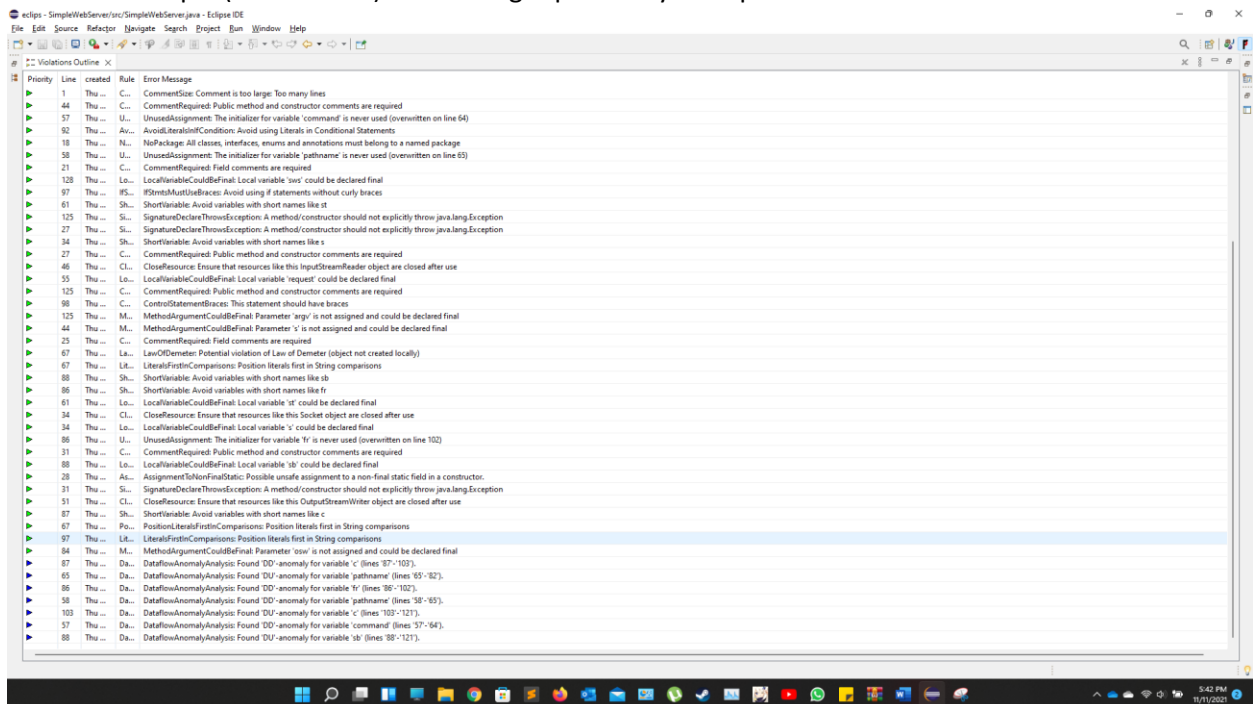 eclips - SimpleWebServer/src/SimpleWebServer.java - Eclipse IDE
File Edit Source Refactor Navigate Search Project Run Window Help
Violations Outline
Priority Line created Rule Error Message
1 Thu ... C... CommentSize: Comment is too large: Too many lines
44 Thu ... C... CommentRequired: Public method and constructor comments are required
57 Thu ... U... UnusedAssignment: The initializer for variable 'command' is never used (overwritten on line 64)
92 Thu ... Av... AvoidLiteralsInIfCondition: Avoid using Literals in Conditional Statements
18 Thu ... N... NoPackage: All classes, interfaces, enums and annotations must belong to a named package
58 Thu ... U... UnusedAssignment: The initializer for variable 'pathname' is never used (overwritten on line 65)
21 Thu ... C... CommentRequired: Field comments are required
128 Thu ... Lo... LocalVariableCouldBeFinal: Local variable 'sws' could be declared final
97 Thu ... IfS... IfStmtsMustUseBraces: Avoid using if statements without curly braces
61 Thu ... Sh... ShortVariable: Avoid variables with short names like st
125 Thu ... Si... SignatureDeclareThrowsException: A method/constructor should not explicitly throw java.lang.Exception
27 Thu ... Si... SignatureDeclareThrowsException: A method/constructor should not explicitly throw java.lang.Exception
34 Thu ... Sh... ShortVariable: Avoid variables with short names like s
27 Thu ... C... CommentRequired: Public method and constructor comments are required
46 Thu ... Cl... CloseResource: Ensure that resources like this InputStreamReader object are closed after use
55 Thu ... Lo... LocalVariableCouldBeFinal: Local variable 'request' could be declared final
125 Thu ... C... CommentRequired: Public method and constructor comments are required
98 Thu ... C... ControlStatementBraces: This statement should have braces
125 Thu ... M... MethodArgumentCouldBeFinal: Parameter 'argv' is not assigned and could be declared final
44 Thu ... M... MethodArgumentCouldBeFinal: Parameter 's' is not assigned and could be declared final
25 Thu ... C... CommentRequired: Field comments are required
67 Thu ... La... LawOfDemeter: Potential violation of Law of Demeter (object not created locally)
67 Thu ... Lit... LiteralsFirstInComparisons: Position literals first in String comparisons
88 Thu ... Sh... ShortVariable: Avoid variables with short names like sb
86 Thu ... Sh... ShortVariable: Avoid variables with short names like fr
61 Thu ... Lo... LocalVariableCouldBeFinal: Local variable 'st' could be declared final
34 Thu ... Cl... CloseResource: Ensure that resources like this Socket object are closed after use
34 Thu ... Lo... LocalVariableCouldBeFinal: Local variable 's' could be declared final
86 Thu ... U... UnusedAssignment: The initializer for variable 'fr' is never used (overwritten on line 102)
31 Thu ... C... CommentRequired: Public method and constructor comments are required
88 Thu ... Lo... LocalVariableCouldBeFinal: Local variable 'sb' could be declared final
28 Thu ... As... AssignmentToNonFinalStatic: Possible unsafe assignment to a non-final static field in a constructor.
31 Thu ... Si... SignatureDeclareThrowsException: A method/constructor should not explicitly throw java.lang.Exception
51 Thu ... Cl... CloseResource: Ensure that resources like this OutputStreamWriter object are closed after use
87 Thu ... Sh... ShortVariable: Avoid variables with short names like c
67 Thu ... Po... PositionLiteralsFirstInComparisons: Position literals first in String comparisons
97 Thu ... Lit... LiteralsFirstInComparisons: Position literals first in String comparisons
84 Thu ... M... MethodArgumentCouldBeFinal: Parameter 'osw' is not assigned and could be declared final
87 Thu ... Da... DataflowAnomalyAnalysis: Found 'DD'-anomaly for variable 'c' (lines '87'-'103').
65 Thu ... Da... DataflowAnomalyAnalysis: Found 'DU'-anomaly for variable 'pathname' (lines '65'-'82').
86 Thu ... Da... DataflowAnomalyAnalysis: Found 'DD'-anomaly for variable 'fr' (lines '86'-'102').
58 Thu ... Da... DataflowAnomalyAnalysis: Found 'DD'-anomaly for variable 'pathname' (lines '58'-'65').
103 Thu ... Da... DataflowAnomalyAnalysis: Found 'DU'-anomaly for variable 'c' (lines '103'-'121').
57 Thu ... Da... DataflowAnomalyAnalysis: Found 'DD'-anomaly for variable 'command' (lines '57'-'64').
88 Thu ... Da... DataflowAnomalyAnalysis: Found 'DU'-anomaly for variable 'sb' (lines '88'-'121').
5:42 PM
11/11/2021